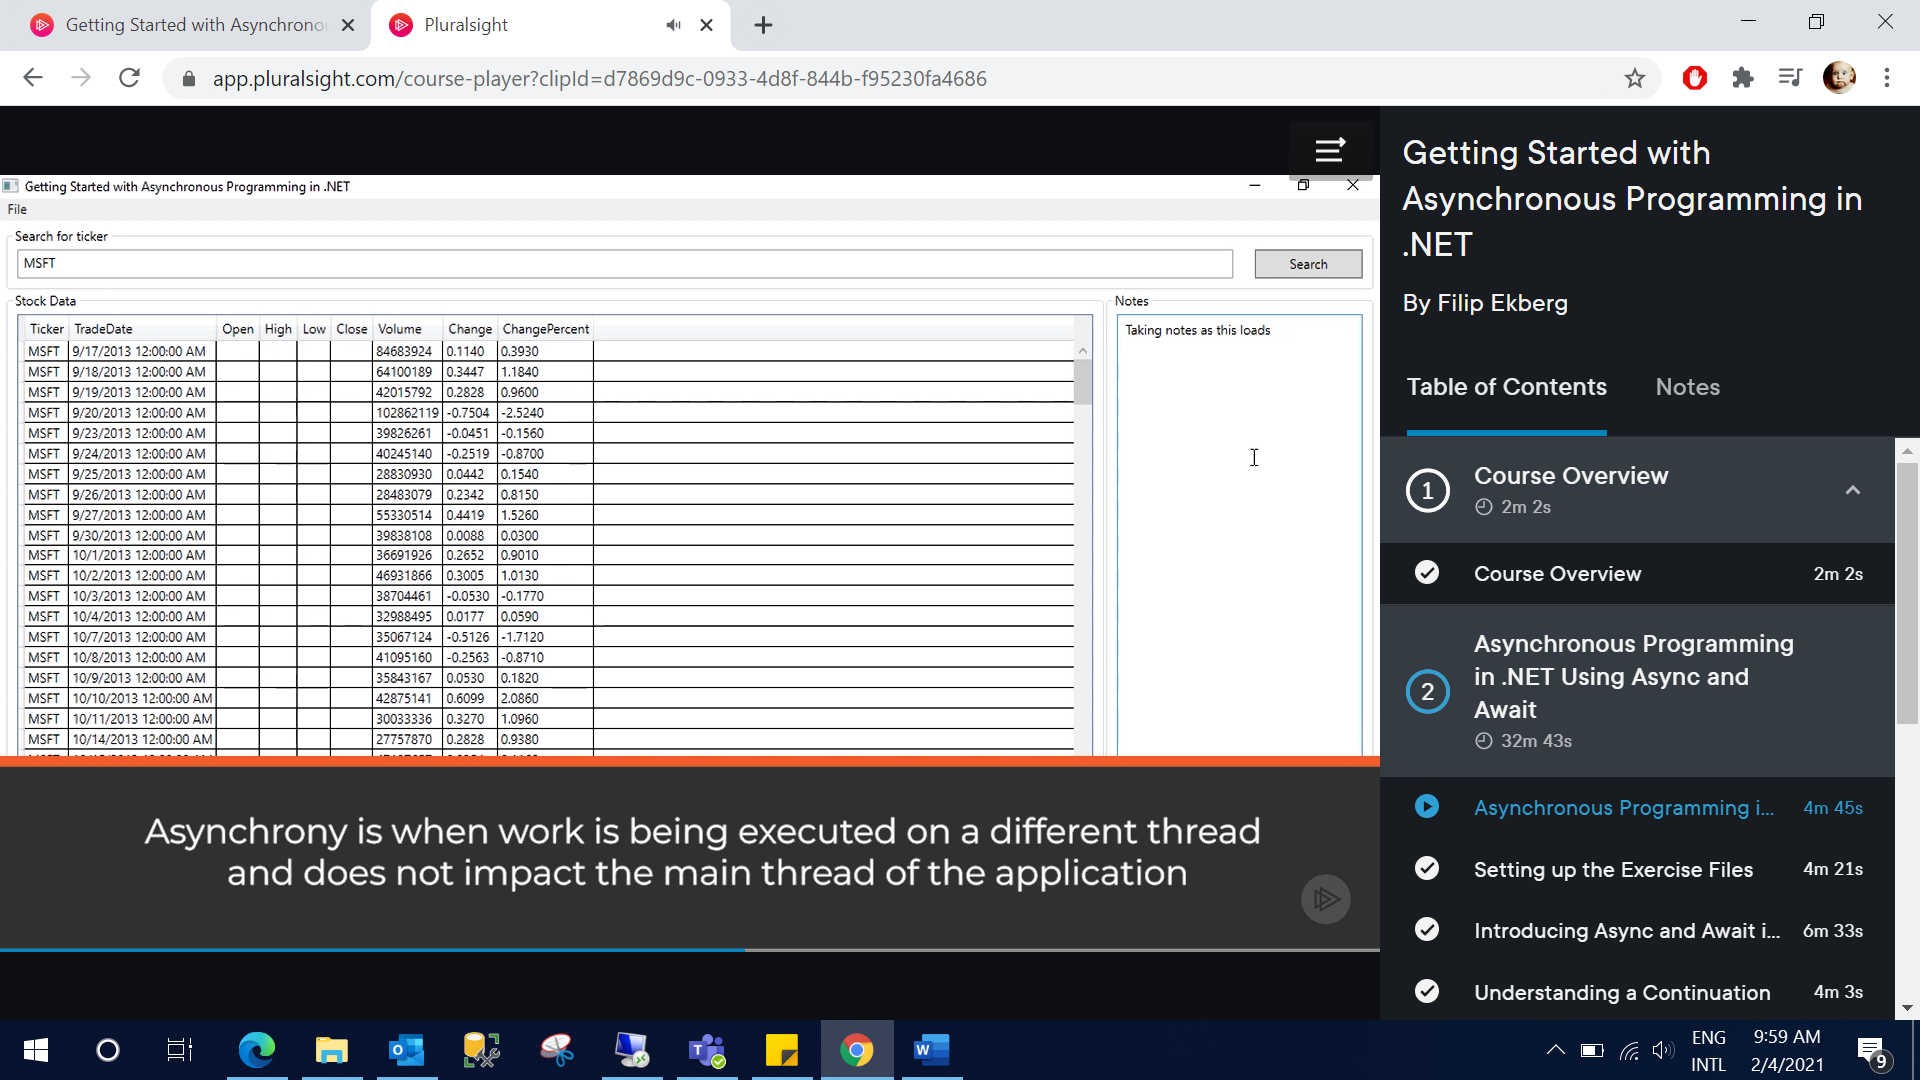 Getting Started with Asynchrono
Pluralsight
app.pluralsight.com/course-player?clipId=d7869d9c-0933-4d8f-844b-f95230fa4686
Getting Started with Asynchronous Programming in .NET
File
Search for ticker
MSFT
Search
Stock Data
Ticker TradeDate Open High Low Close Volume Change ChangePercent
MSFT 9/17/2013 12:00:00 AM 84683924 0.1140 0.3930
MSFT 9/18/2013 12:00:00 AM 64100189 0.3447 1.1840
MSFT 9/19/2013 12:00:00 AM 42015792 0.2828 0.9600
MSFT 9/20/2013 12:00:00 AM 102862119 -0.7504 -2.5240
MSFT 9/23/2013 12:00:00 AM 39826261 -0.0451 -0.1560
MSFT 9/24/2013 12:00:00 AM 40245140 -0.2519 -0.8700
MSFT 9/25/2013 12:00:00 AM 28830930 0.0442 0.1540
MSFT 9/26/2013 12:00:00 AM 28483079 0.2342 0.8150
MSFT 9/27/2013 12:00:00 AM 55330514 0.4419 1.5260
MSFT 9/30/2013 12:00:00 AM 39838108 0.0088 0.0300
MSFT 10/1/2013 12:00:00 AM 36691926 0.2652 0.9010
MSFT 10/2/2013 12:00:00 AM 46931866 0.3005 1.0130
MSFT 10/3/2013 12:00:00 AM 38704461 -0.0530 -0.1770
MSFT 10/4/2013 12:00:00 AM 32988495 0.0177 0.0590
MSFT 10/7/2013 12:00:00 AM 35067124 -0.5126 -1.7120
MSFT 10/8/2013 12:00:00 AM 41095160 -0.2563 -0.8710
MSFT 10/9/2013 12:00:00 AM 35843167 0.0530 0.1820
MSFT 10/10/2013 12:00:00 AM 42875141 0.6099 2.0860
MSFT 10/11/2013 12:00:00 AM 30033336 0.3270 1.0960
MSFT 10/14/2013 12:00:00 AM 27757870 0.2828 0.9380
Notes
Taking notes as this loads
Asynchrony is when work is being executed on a different thread
and does not impact the main thread of the application
Getting Started with
Asynchronous Programming in
.NET
By Filip Ekberg
Table of Contents
Notes
1
Course Overview
2m 2s
Course Overview 2m 2s
2
Asynchronous Programming
in .NET Using Async and
Await
32m 43s
Asynchronous Programming i... 4m 45s
Setting up the Exercise Files 4m 21s
Introducing Async and Await i... 6m 33s
Understanding a Continuation 4m 3s
ENG
INTL
9:59 AM
2/4/2021
9